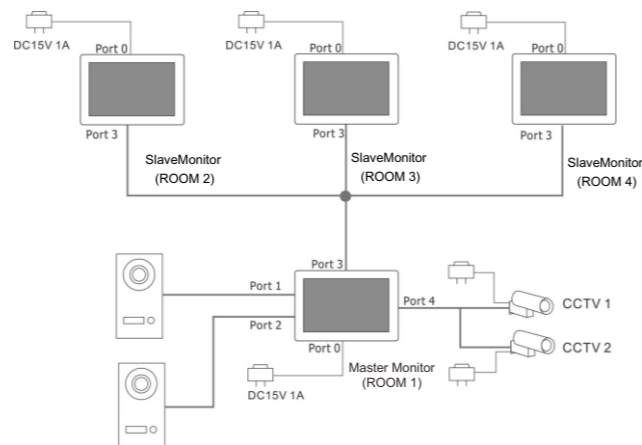 DC15V 1A
Port 0
DC15V 1A
Port 0
DC15V 1A
Port 0
Port 3
Port 3
Port 3
SlaveMonitor
(ROOM 2)
SlaveMonitor
(ROOM 3)
SlaveMonitor
(ROOM 4)
Port 3
Port 1
Port 2
Port 4
Port 0
CCTV 1
CCTV 2
Master Monitor
(ROOM 1)
DC15V 1A